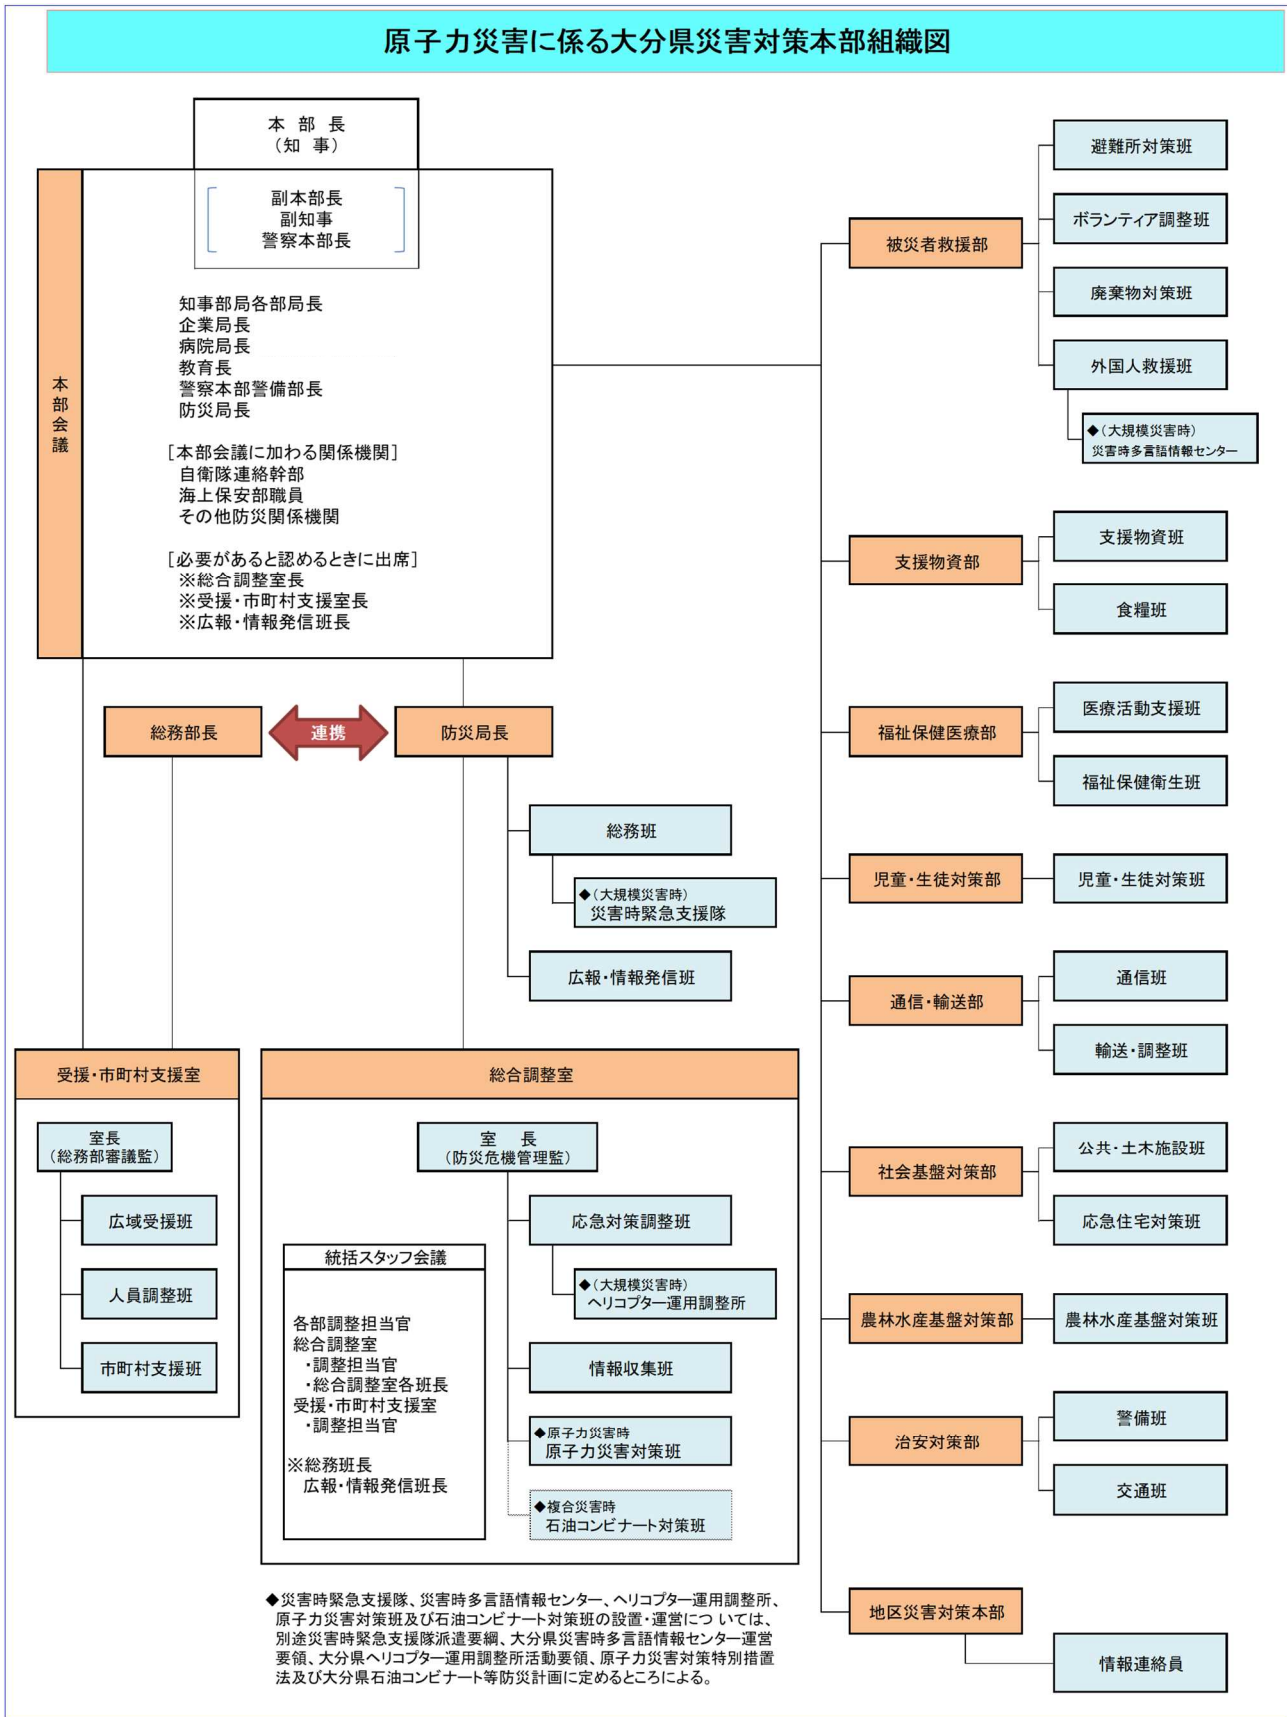 原子力災害に係る大分県災害対策本部組織図
本 部 長
（知 事）
副本部長
副知事
警察本部長
本部会議
知事部局各部局長
企業局長
病院局長
教育長
警察本部警備部長
防災局長
［本部会議に加わる関係機関］
自衛隊連絡幹部
海上保安部職員
その他防災関係機関
［必要があると認めるときに出席］
※総合調整室長
※受援・市町村支援室長
※広報・情報発信班長
総務部長
連携
防災局長
総務班
◆（大規模災害時）
災害時緊急支援隊
広報・情報発信班
受援・市町村支援室
室長
（総務部審議監）
広域受援班
人員調整班
市町村支援班
総合調整室
室 長
（防災危機管理監）
応急対策調整班
◆（大規模災害時）
ヘリコプター運用調整所
情報収集班
◆原子力災害時
原子力災害対策班
◆複合災害時
石油コンビナート対策班
統括スタッフ会議
各部調整担当官
総合調整室
・調整担当官
・総合調整室各班長
受援・市町村支援室
・調整担当官
※総務班長
広報・情報発信班長
◆災害時緊急支援隊、災害時多言語情報センター、ヘリコプター運用調整所、
原子力災害対策班及び石油コンビナート対策班の設置・運営につ いては、
別途災害時緊急支援隊派遣要綱、大分県災害時多言語情報センター運営
要領、大分県ヘリコプター運用調整所活動要領、原子力災害対策特別措置
法及び大分県石油コンビナート等防災計画に定めるところによる。
被災者救援部
避難所対策班
ボランティア調整班
廃棄物対策班
外国人救援班
◆（大規模災害時）
災害時多言語情報センター
支援物資部
支援物資班
食糧班
福祉保健医療部
医療活動支援班
福祉保健衛生班
児童・生徒対策部
児童・生徒対策班
通信・輸送部
通信班
輸送・調整班
社会基盤対策部
公共・土木施設班
応急住宅対策班
農林水産基盤対策部
農林水産基盤対策班
治安対策部
警備班
交通班
地区災害対策本部
情報連絡員